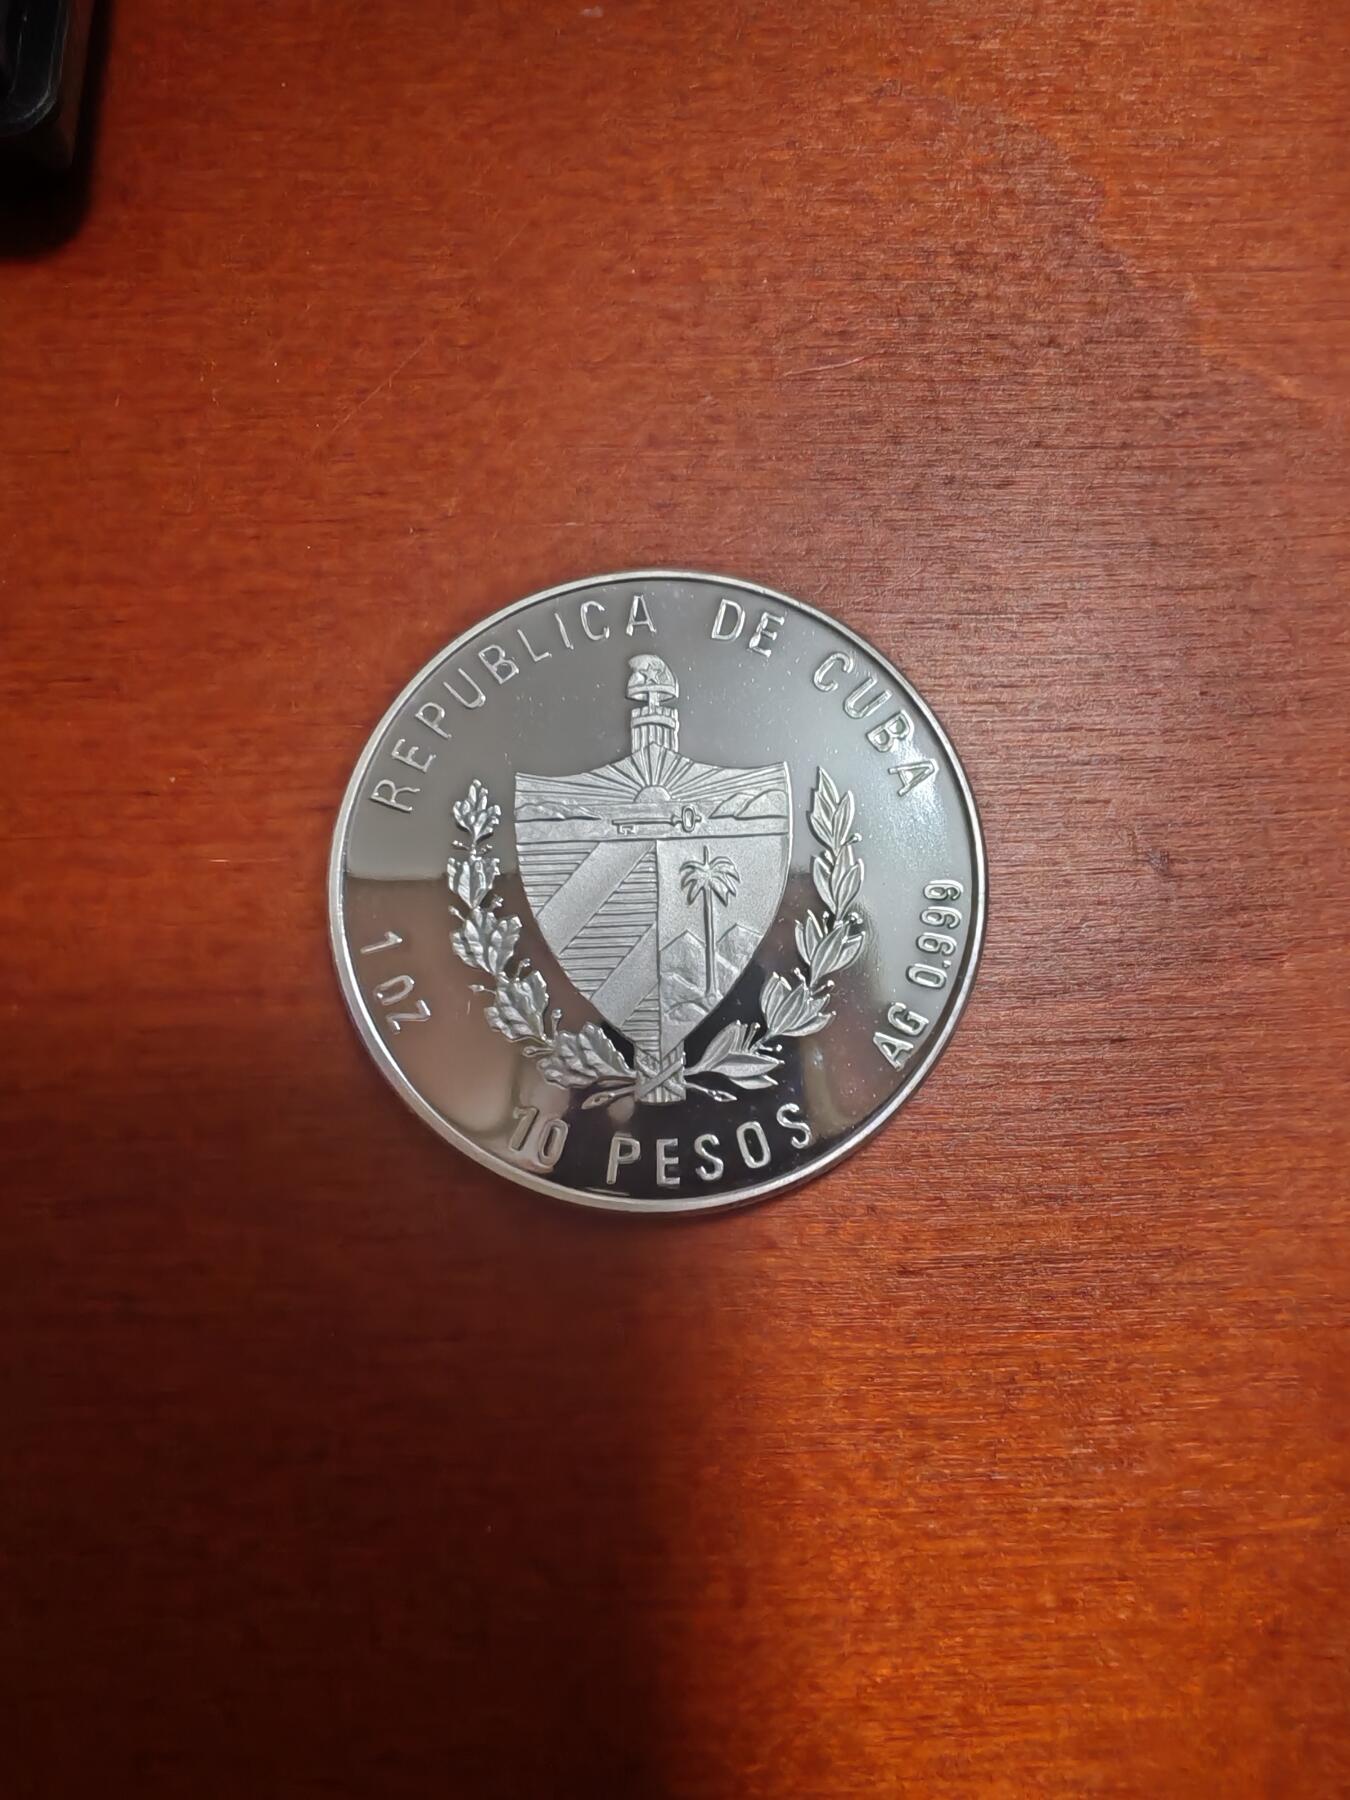 REPUBLICA DE CUBA
1 OZ
AG 0.999
10 PESOS